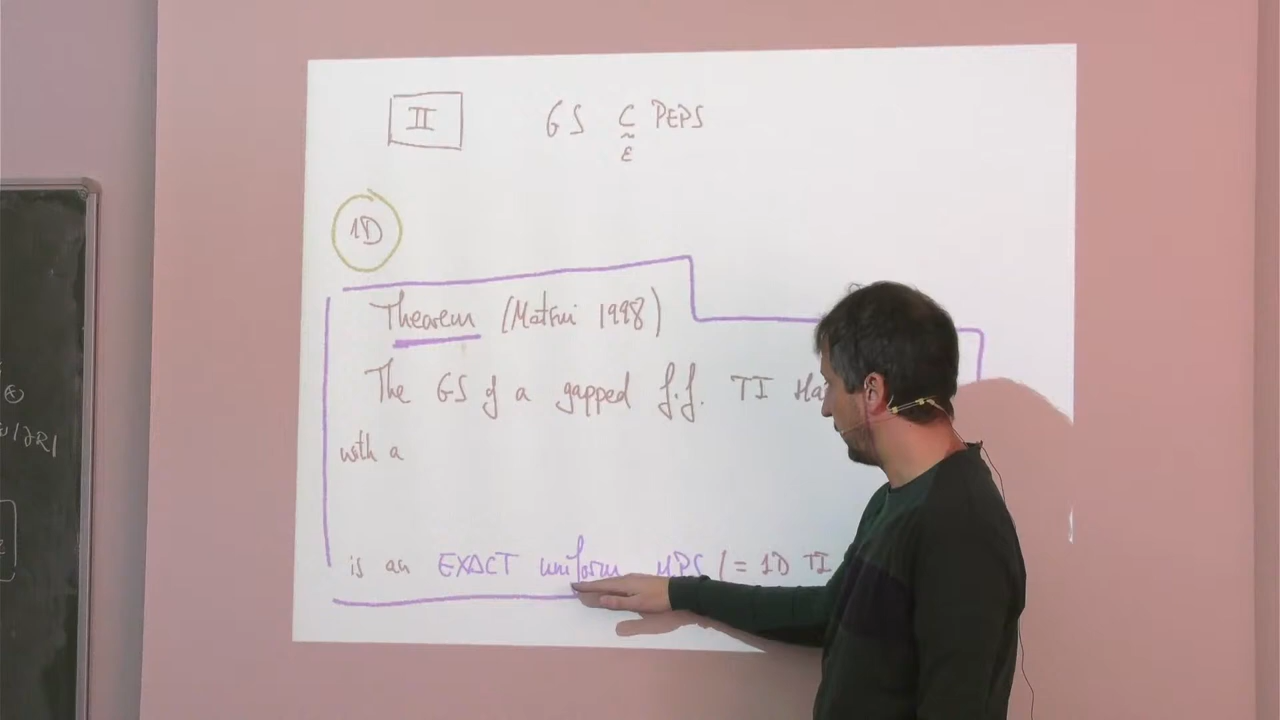 II GS ⊂ PEPS
~
ε
1D
Theorem (Matsui 1998)
The GS of a gapped f.f. TI Ha
with a
is an EXACT uniform MPS (= 1D TI